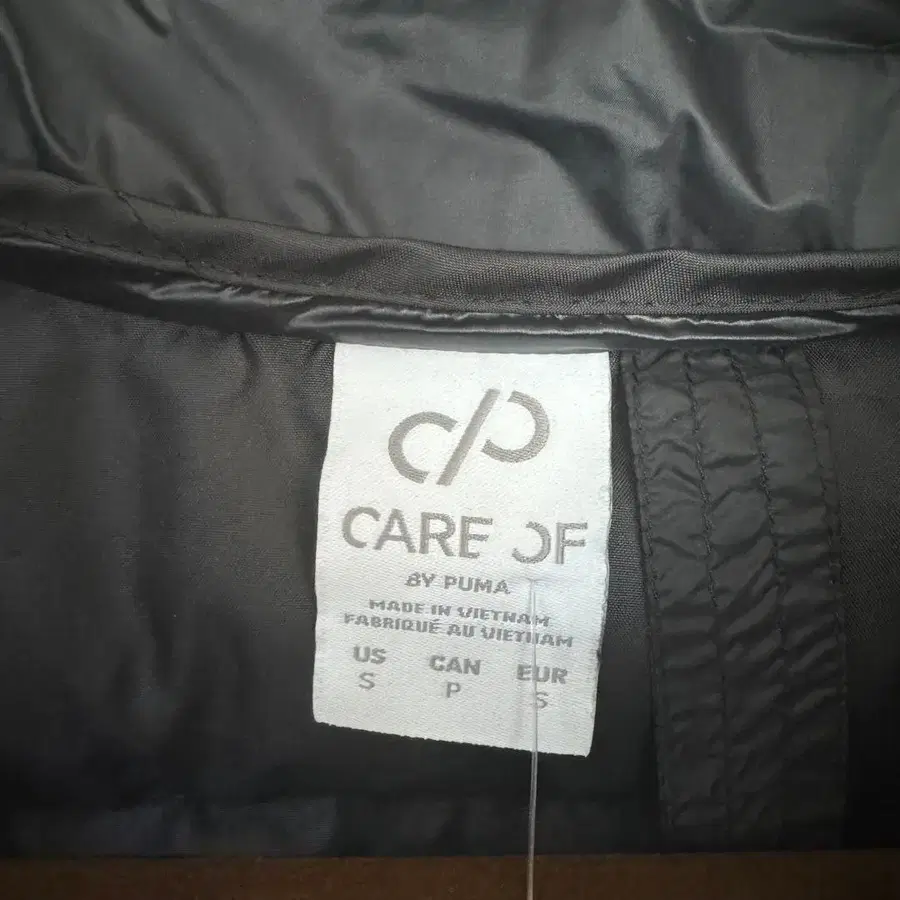 c/o
CARE OF
BY PUMA
MADE IN VIETNAM
FABRIQUÉ AU VIETNAM
US CAN EUR
S P S